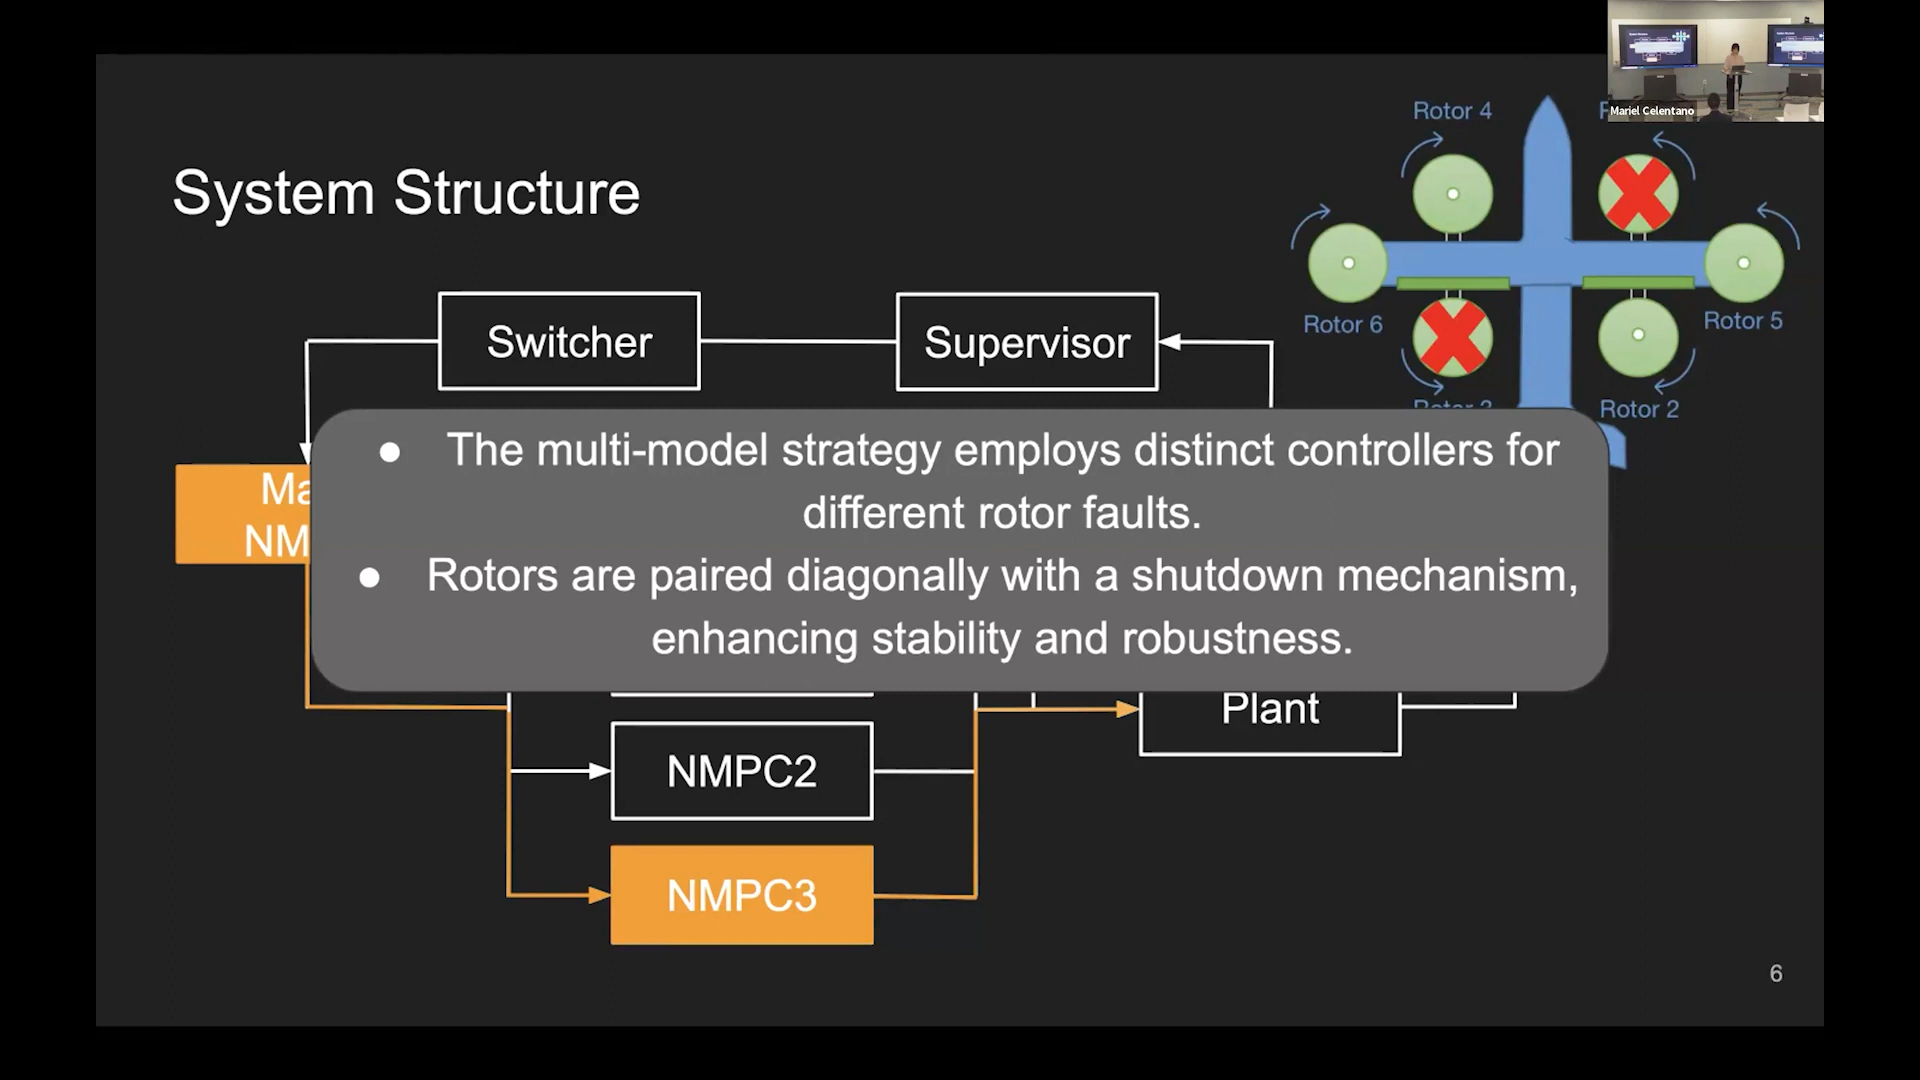 Mariel Celentano
Rotor 4
System Structure
Rotor 6
Rotor 5
Switcher
Supervisor
Rotor 2
The multi-model strategy employs distinct controllers for
different rotor faults.
Rotors are paired diagonally with a shutdown mechanism,
enhancing stability and robustness.
Plant
NMPC2
NMPC3
6